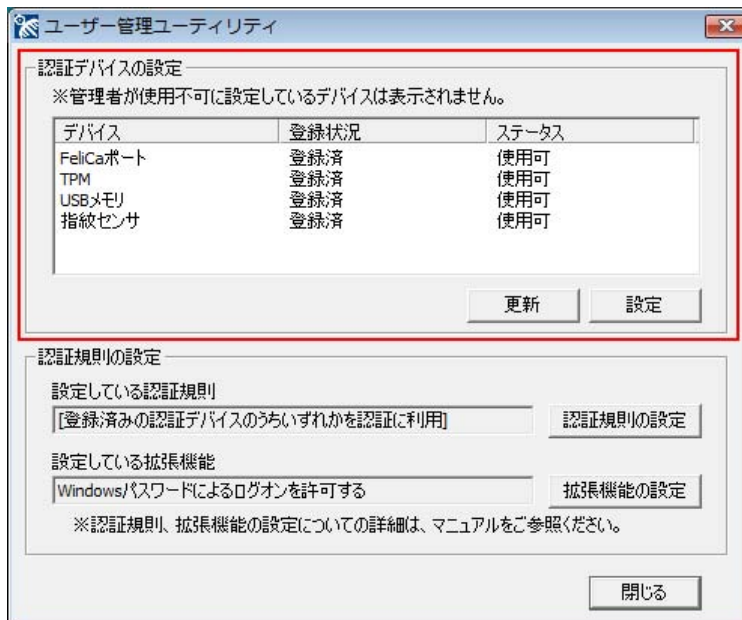 ユーザー管理ユーティリティ
認証デバイスの設定
※管理者が使用不可に設定しているデバイスは表示されません。
デバイス 登録状況 ステータス
FeliCaポート 登録済 使用可
TPM 登録済 使用可
USBメモリ 登録済 使用可
指紋センサ 登録済 使用可
更新 設定
認証規則の設定
設定している認証規則
[登録済みの認証デバイスのうちいずれかを認証に利用] 認証規則の設定
設定している拡張機能
Windowsパスワードによるログオンを許可する 拡張機能の設定
※認証規則、拡張機能の設定についての詳細は、マニュアルをご参照ください。
閉じる